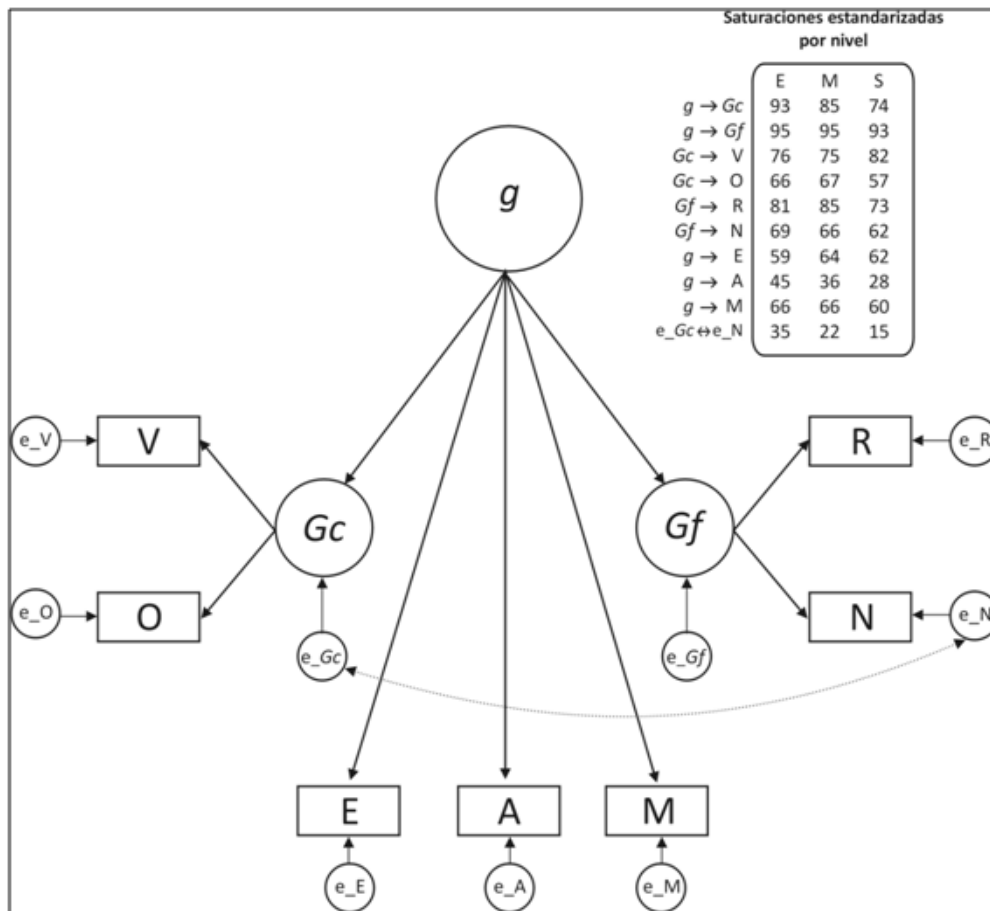 Saturaciones estandarizadas
por nivel
E M S
g → Gc 93 85 74
g → Gf 95 95 93
Gc → V 76 75 82
Gc → O 66 67 57
Gf → R 81 85 73
Gf → N 69 66 62
g → E 59 64 62
g → A 45 36 28
g → M 66 66 60
e_Gc↔e_N 35 22 15
g
e_V
V
R
e_R
Gc
Gf
e_O
O
N
e_N
e_Gc
e_Gf
E
A
M
e_E
e_A
e_M